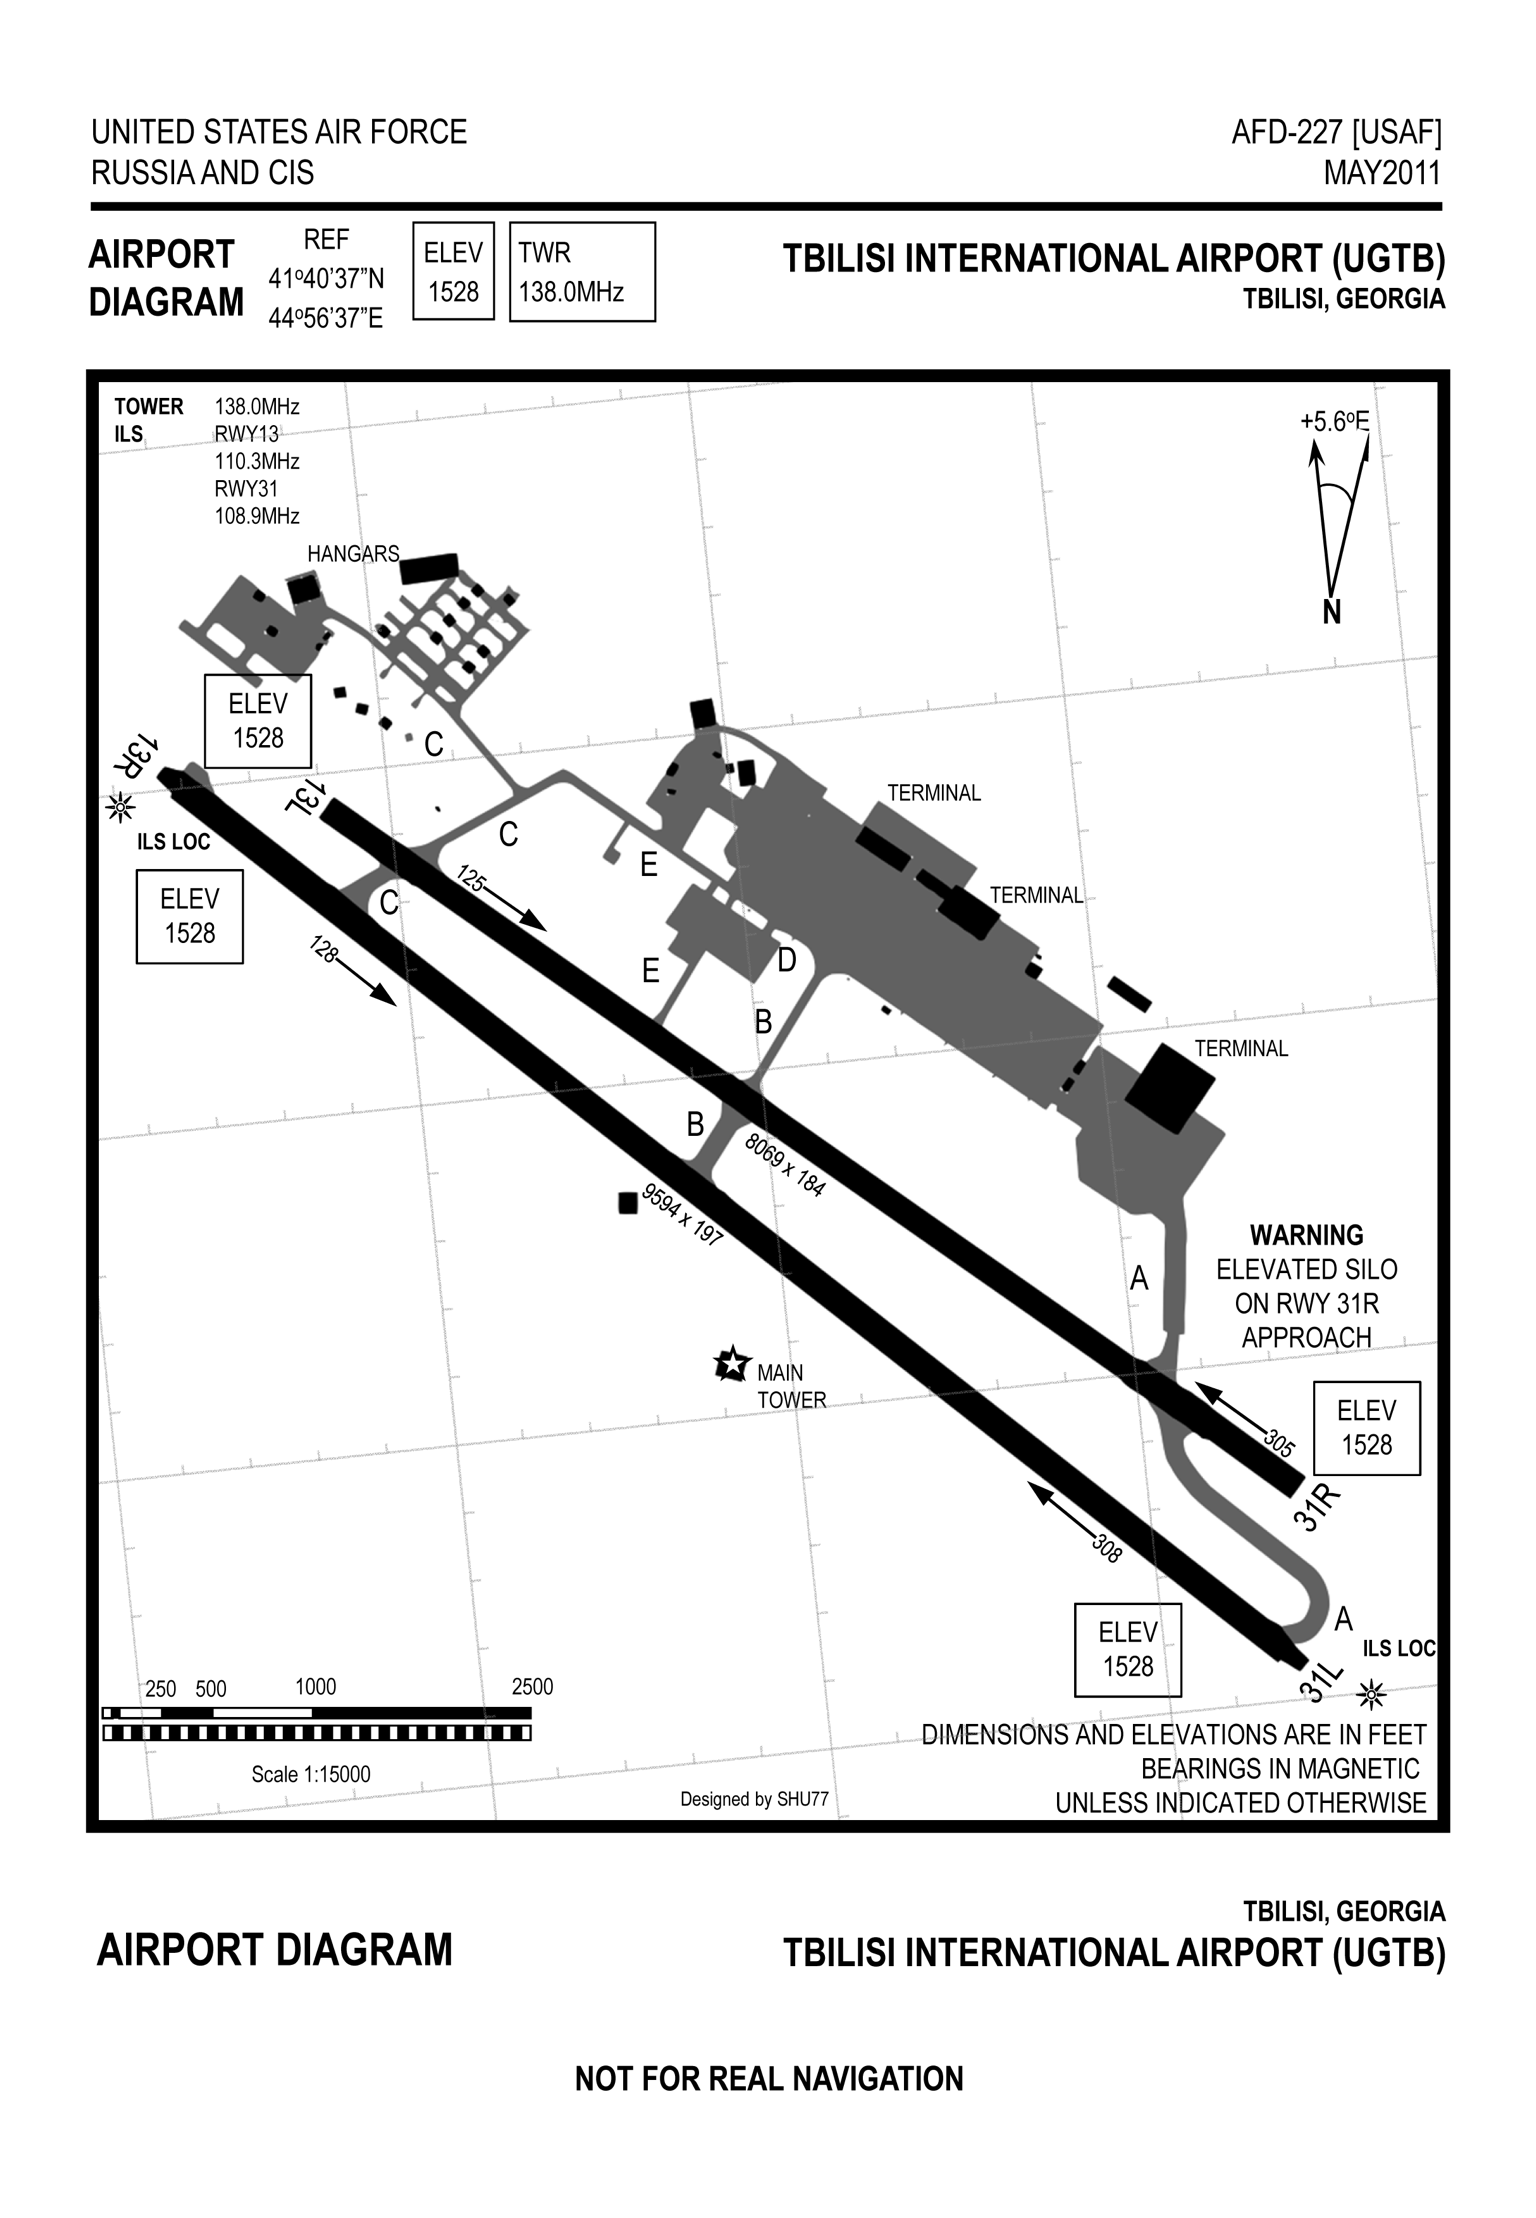 UNITED STATES AIR FORCE
RUSSIA AND CIS
AFD-227 [USAF]
MAY2011
AIRPORT
DIAGRAM
REF
41º40’37”N
44º56’37”E
ELEV
1528
TWR
138.0MHz
TBILISI INTERNATIONAL AIRPORT (UGTB)
TBILISI, GEORGIA
TOWER 138.0MHz
ILS RWY13
110.3MHz
RWY31
108.9MHz
+5.6ºE
N
HANGARS
ELEV
1528
13R
13L
C
ILS LOC
ELEV
1528
C
C
125
128
E
E
D
B
B
TERMINAL
TERMINAL
TERMINAL
8069 x 184
9594 x 197
A
WARNING
ELEVATED SILO
ON RWY 31R
APPROACH
MAIN
TOWER
ELEV
1528
305
31R
308
ELEV
1528
A
ILS LOC
31L
250 500 1000 2500
Scale 1:15000
Designed by SHU77
DIMENSIONS AND ELEVATIONS ARE IN FEET
BEARINGS IN MAGNETIC
UNLESS INDICATED OTHERWISE
AIRPORT DIAGRAM
TBILISI, GEORGIA
TBILISI INTERNATIONAL AIRPORT (UGTB)
NOT FOR REAL NAVIGATION